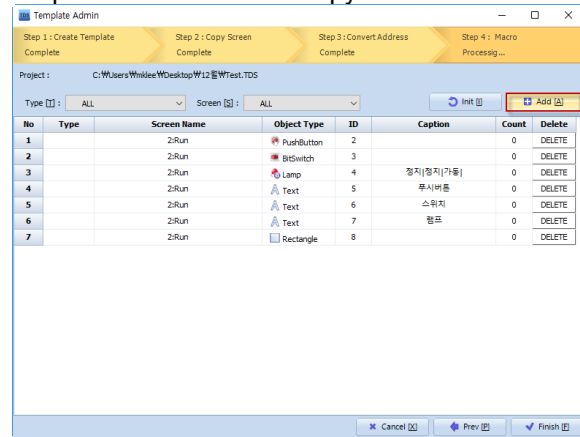 Template Admin
Step 1 : Create Template Step 2 : Copy Screen Step 3 : Convert Address Step 4 : Macro
Complete Complete Complete Processig ...
Project : C:₩Users₩mklee₩Desktop₩12월₩Test.TDS
Type [T] : ALL Screen [S] : ALL Init [I] Add [A]
No Type Screen Name Object Type ID Caption Count Delete
1 2:Run PushButton 2 0 DELETE
2 2:Run BitSwitch 3 0 DELETE
3 2:Run Lamp 4 정지|정지|가동| 0 DELETE
4 2:Run Text 5 푸시버튼 0 DELETE
5 2:Run Text 6 스위치 0 DELETE
6 2:Run Text 7 램프 0 DELETE
7 2:Run Rectangle 8 0 DELETE
Cancel [X] Prev [P] Finish [F]